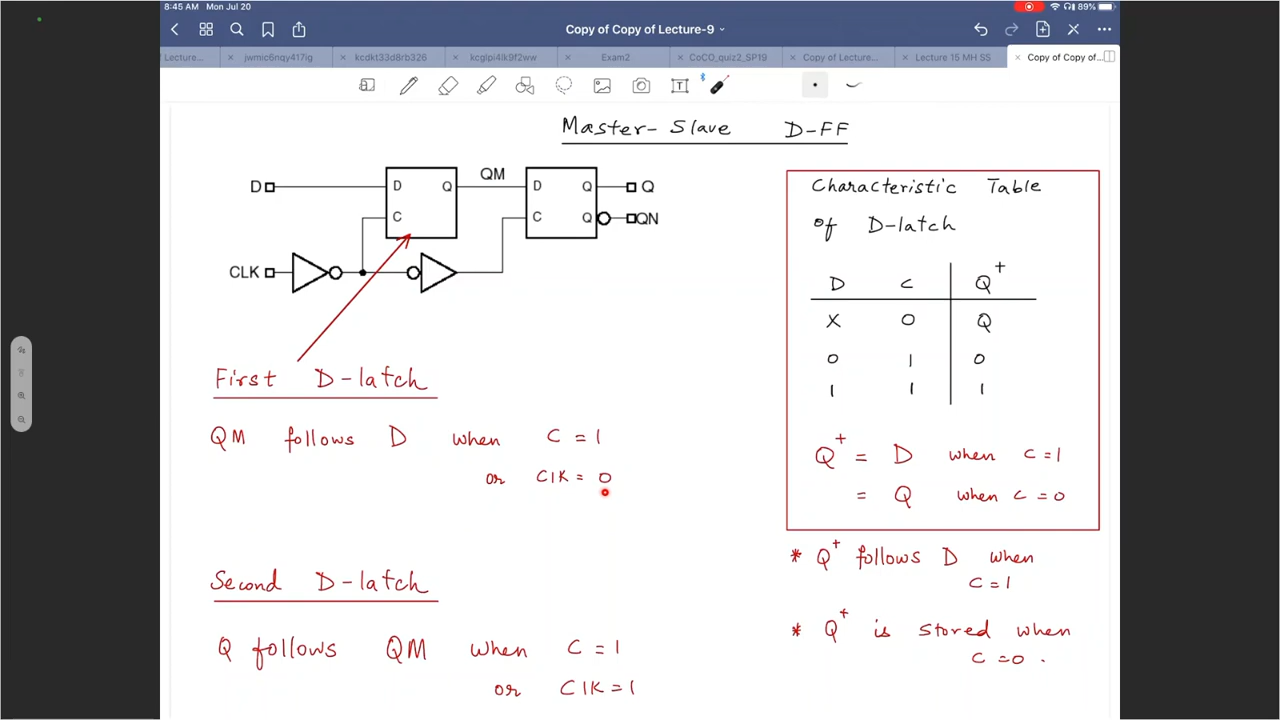 8:45 AM Mon Jul 20
89%
Copy of Copy of Lecture-9
Lecture...
jwmic6nqy417ig
kcdkt33d8rb326
kcglpi4lk9f2ww
Exam2
CoCO_quiz2_SP19
Copy of Lecture...
Lecture 15 MH SS
Copy of Copy of...
T
Master-Slave D-FF
D
D Q
C
QM
D Q
C Q
Q
QN
CLK
First D-latch
QM follows D when C = 1
or Clk = 0
Second D-latch
Q follows QM when C = 1
or Clk = 1
Characteristic Table
of D-latch
D C Q+
X 0 Q
0 1 0
1 1 1
Q+ = D when C = 1
= Q when C = 0
* Q+ follows D when
C = 1
* Q+ is stored when
C = 0.